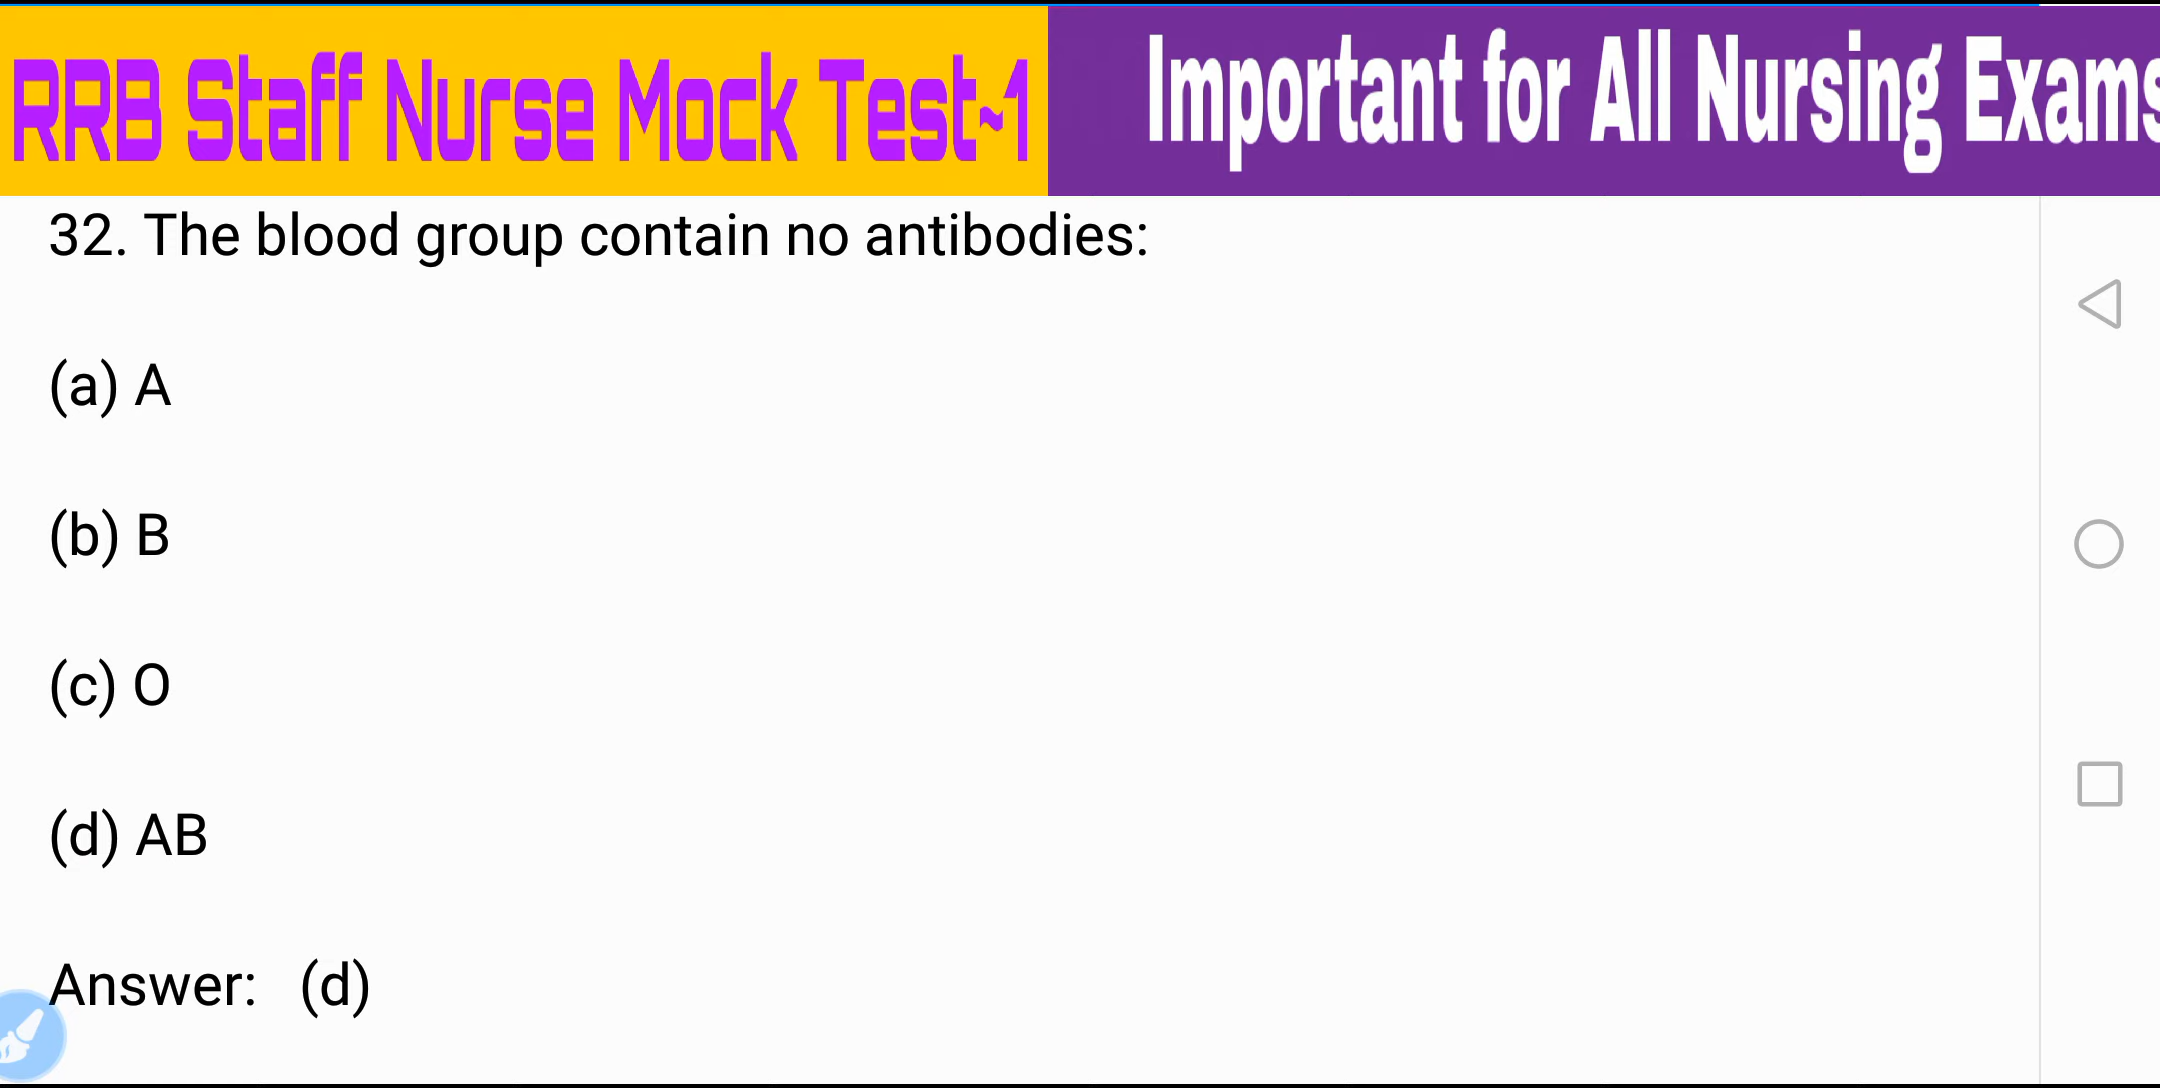 RRB Staff Nurse Mock Test~1
Important for All Nursing Exams
32. The blood group contain no antibodies:
(a) A
(b) B
(c) O
(d) AB
Answer: (d)